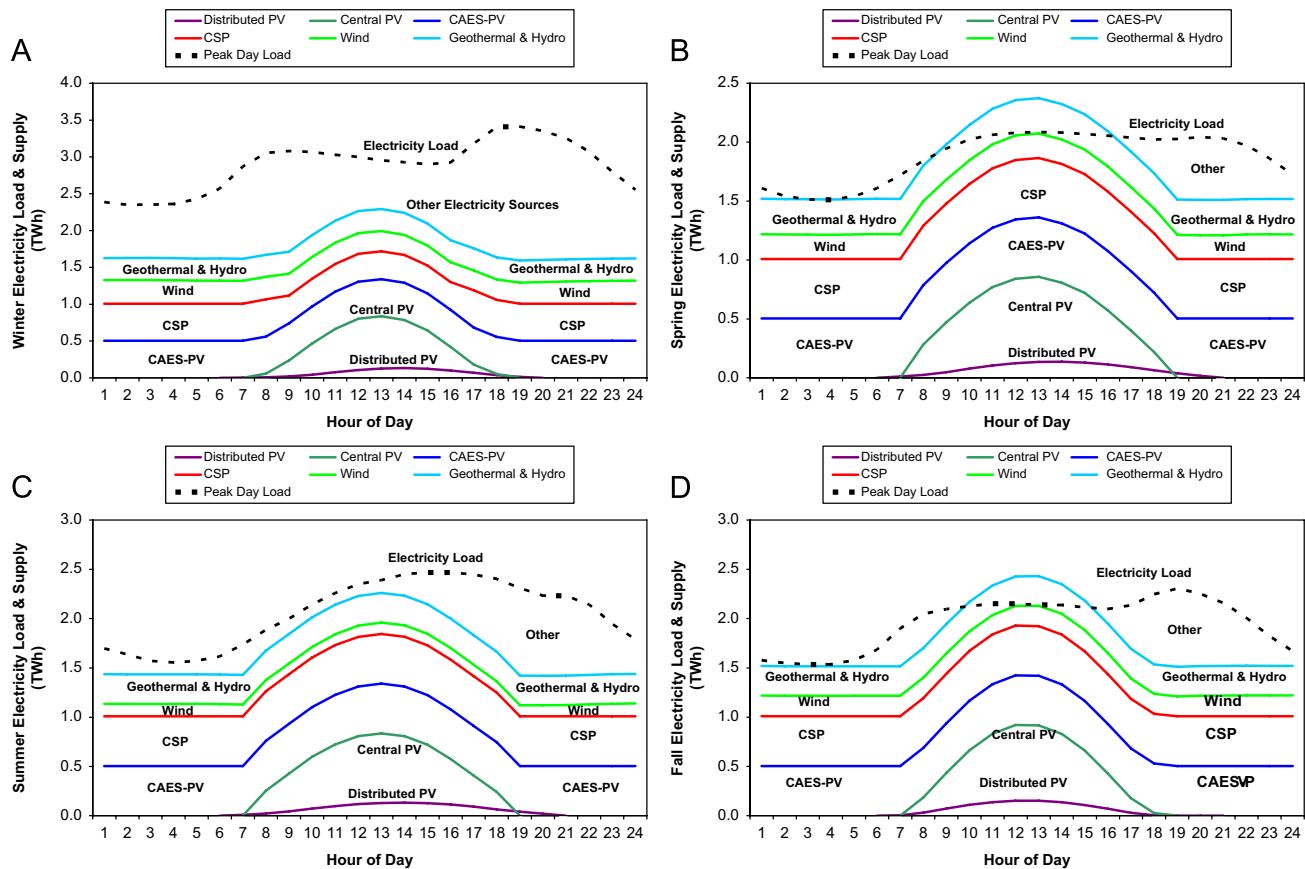 A
Distributed PV Central PV CAES-PV
CSP Wind Geothermal & Hydro
Peak Day Load
Winter Electricity Load & Supply
(TWh)
4.0
3.5
3.0
2.5
2.0
1.5
1.0
0.5
0.0
Electricity Load
Other Electricity Sources
Geothermal & Hydro Geothermal & Hydro
Wind Wind
Central PV
CSP CSP
CAES-PV Distributed PV CAES-PV
1 2 3 4 5 6 7 8 9 10 11 12 13 14 15 16 17 18 19 20 21 22 23 24
Hour of Day
B
Distributed PV Central PV CAES-PV
CSP Wind Geothermal & Hydro
Peak Day Load
Spring Electricity Load & Supply
(TWh)
2.5
2.0
1.5
1.0
0.5
0.0
Electricity Load
Other
CSP
Geothermal & Hydro Geothermal & Hydro
Wind CAES-PV Wind
CSP CSP
Central PV
CAES-PV CAES-PV
Distributed PV
1 2 3 4 5 6 7 8 9 10 11 12 13 14 15 16 17 18 19 20 21 22 23 24
Hour of Day
C
Distributed PV Central PV CAES-PV
CSP Wind Geothermal & Hydro
Peak Day Load
Summer Electricity Load & Supply
(TWh)
3.0
2.5
2.0
1.5
1.0
0.5
0.0
Electricity Load
Other
Geothermal & Hydro Geothermal & Hydro
Wind Wind
CSP CSP
Central PV
CAES-PV CAES-PV
Distributed PV
1 2 3 4 5 6 7 8 9 10 11 12 13 14 15 16 17 18 19 20 21 22 23 24
Hour of Day
D
Distributed PV Central PV CAES-PV
CSP Wind Geothermal & Hydro
Peak Day Load
Fall Electricity Load & Supply
(TWh)
3.0
2.5
2.0
1.5
1.0
0.5
0.0
Electricity Load
Other
Geothermal & Hydro Geothermal & Hydro
Wind Wind
CSP Central PV CSP
CAES-PV
Distributed PV
1 2 3 4 5 6 7 8 9 10 11 12 13 14 15 16 17 18 19 20 21 22 23 24
Hour of Day